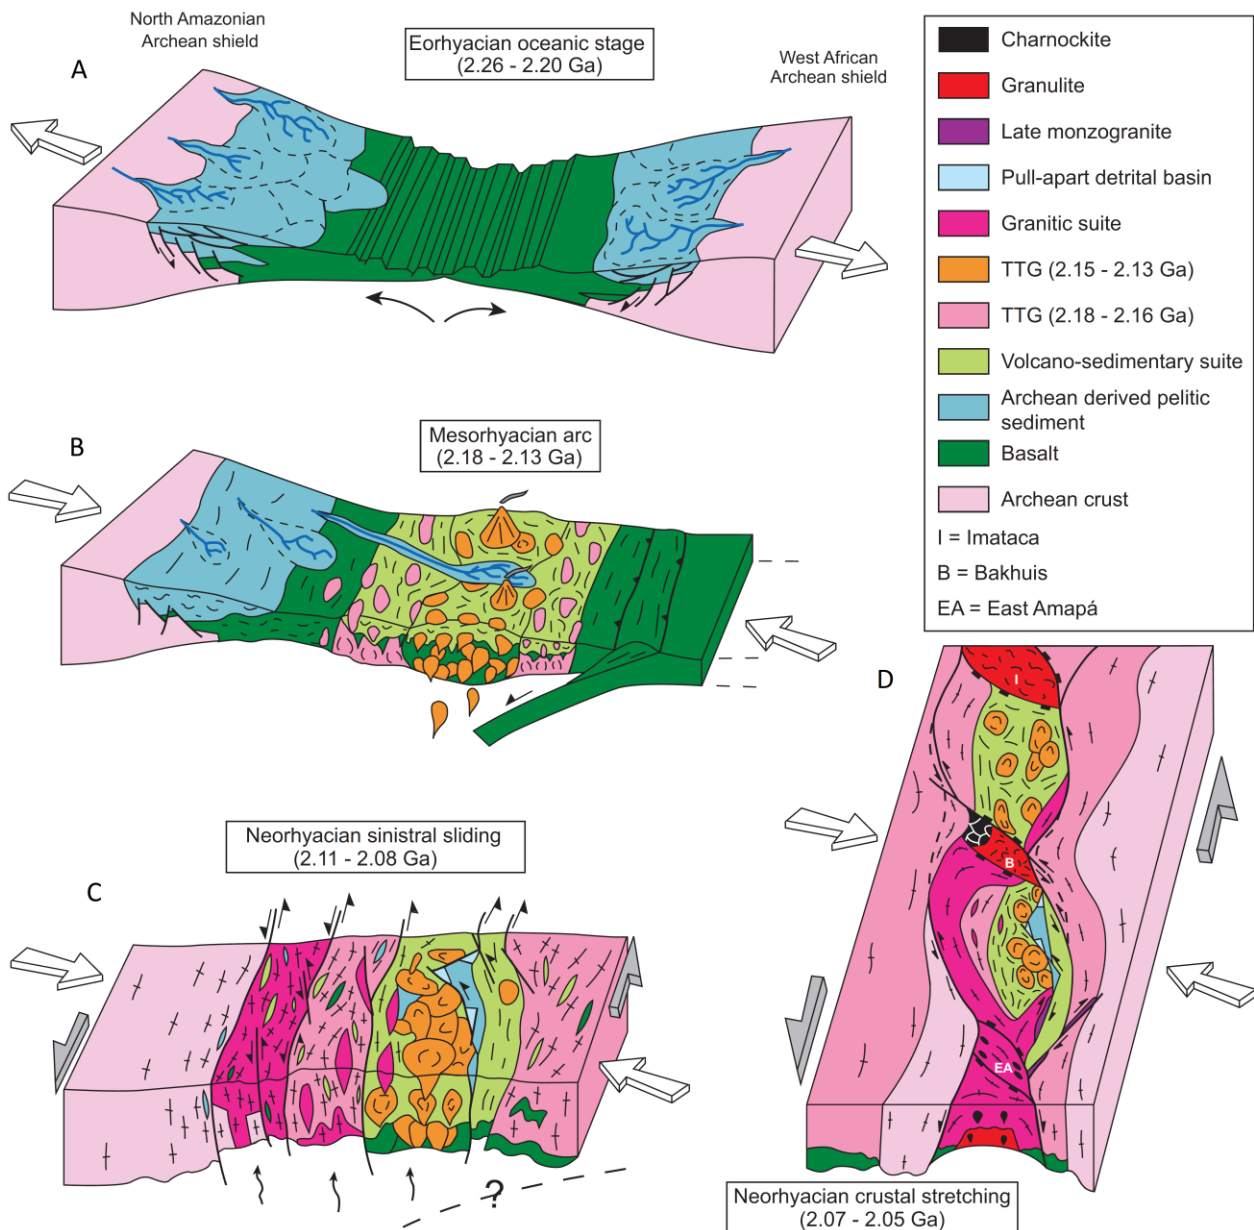 North Amazonian
Archean shield
A
Eorhyacian oceanic stage
(2.26 - 2.20 Ga)
West African
Archean shield
Charnockite
Granulite
Late monzogranite
Pull-apart detrital basin
Granitic suite
TTG (2.15 - 2.13 Ga)
TTG (2.18 - 2.16 Ga)
Volcano-sedimentary suite
Archean derived pelitic
sediment
Basalt
Archean crust
I = Imataca
B = Bakhuis
EA = East Amapá
B
Mesorhyacian arc
(2.18 - 2.13 Ga)
C
Neorhyacian sinistral sliding
(2.11 - 2.08 Ga)
?
D
I
B
EA
Neorhyacian crustal stretching
(2.07 - 2.05 Ga)